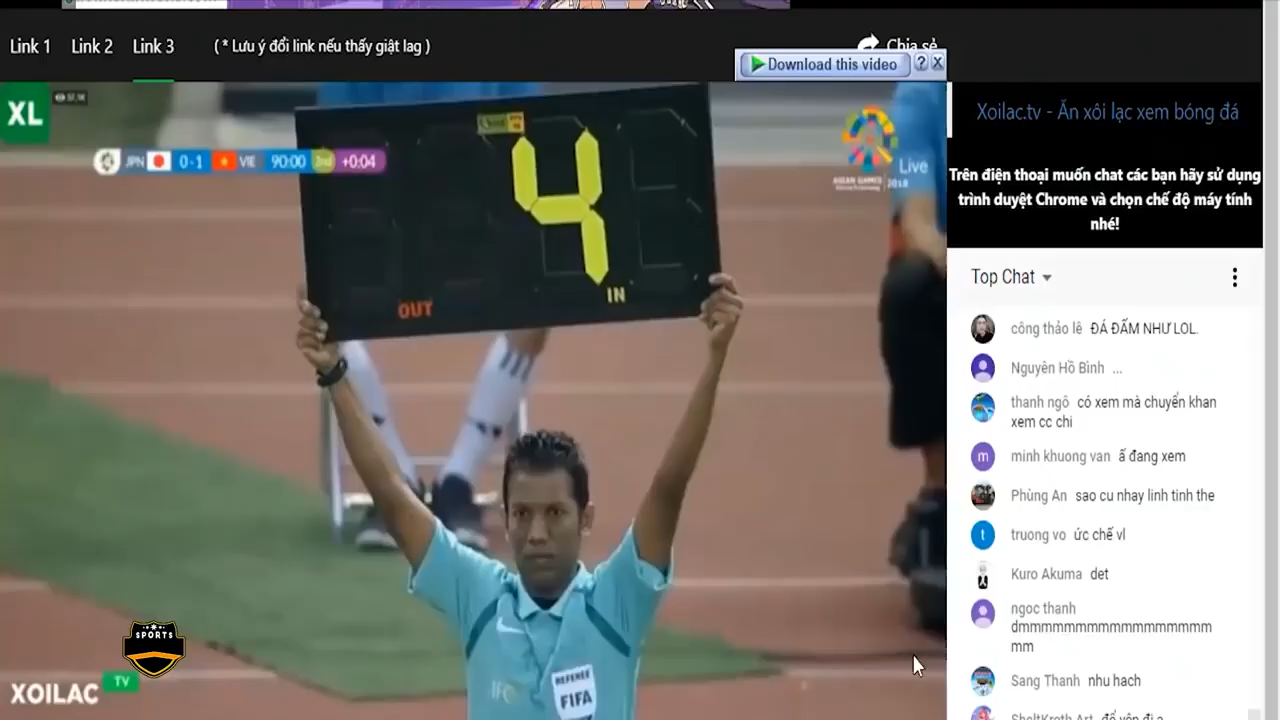 Link 1 Link 2 Link 3 ( * Lưu ý đổi link nếu thấy giật lag ) Chia sẻ
Download this video ? X
XL
JPN 0-1 VIE 90:00 2nd +0:04
4
OUT
IN
Live
ASIAN GAMES
2018
REFEREE
FIFA
SPORTS
XOILAC TV
Xoilac.tv - Ăn xôi lạc xem bóng đá
Trên điện thoại muốn chat các bạn hãy sử dụng
trình duyệt Chrome và chọn chế độ máy tính
nhé!
Top Chat
công thảo lê ĐÁ ĐẤM NHƯ LOL.
Nguyên Hồ Bình ...
thanh ngô có xem mà chuyển khan
xem cc chi
m minh khuong van ấ đang xem
Phùng An sao cu nhay linh tinh the
t truong vo ức chế vl
Kuro Akuma det
ngoc thanh
dmmmmmmmmmmmmmmmmm
mm
Sang Thanh nhu hach